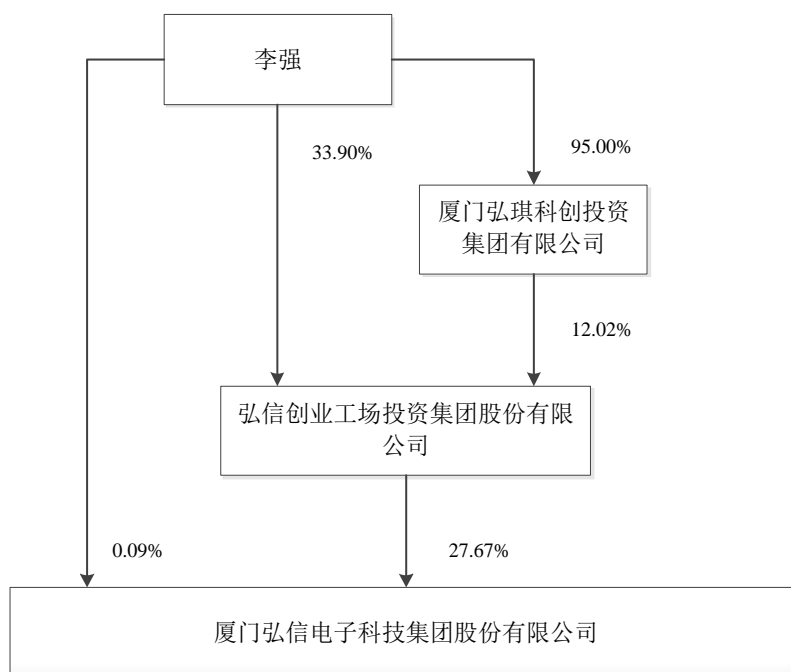 李强
33.90%
95.00%
厦门弘琪科创投资
集团有限公司
12.02%
弘信创业工场投资集团股份有限
公司
0.09%
27.67%
厦门弘信电子科技集团股份有限公司